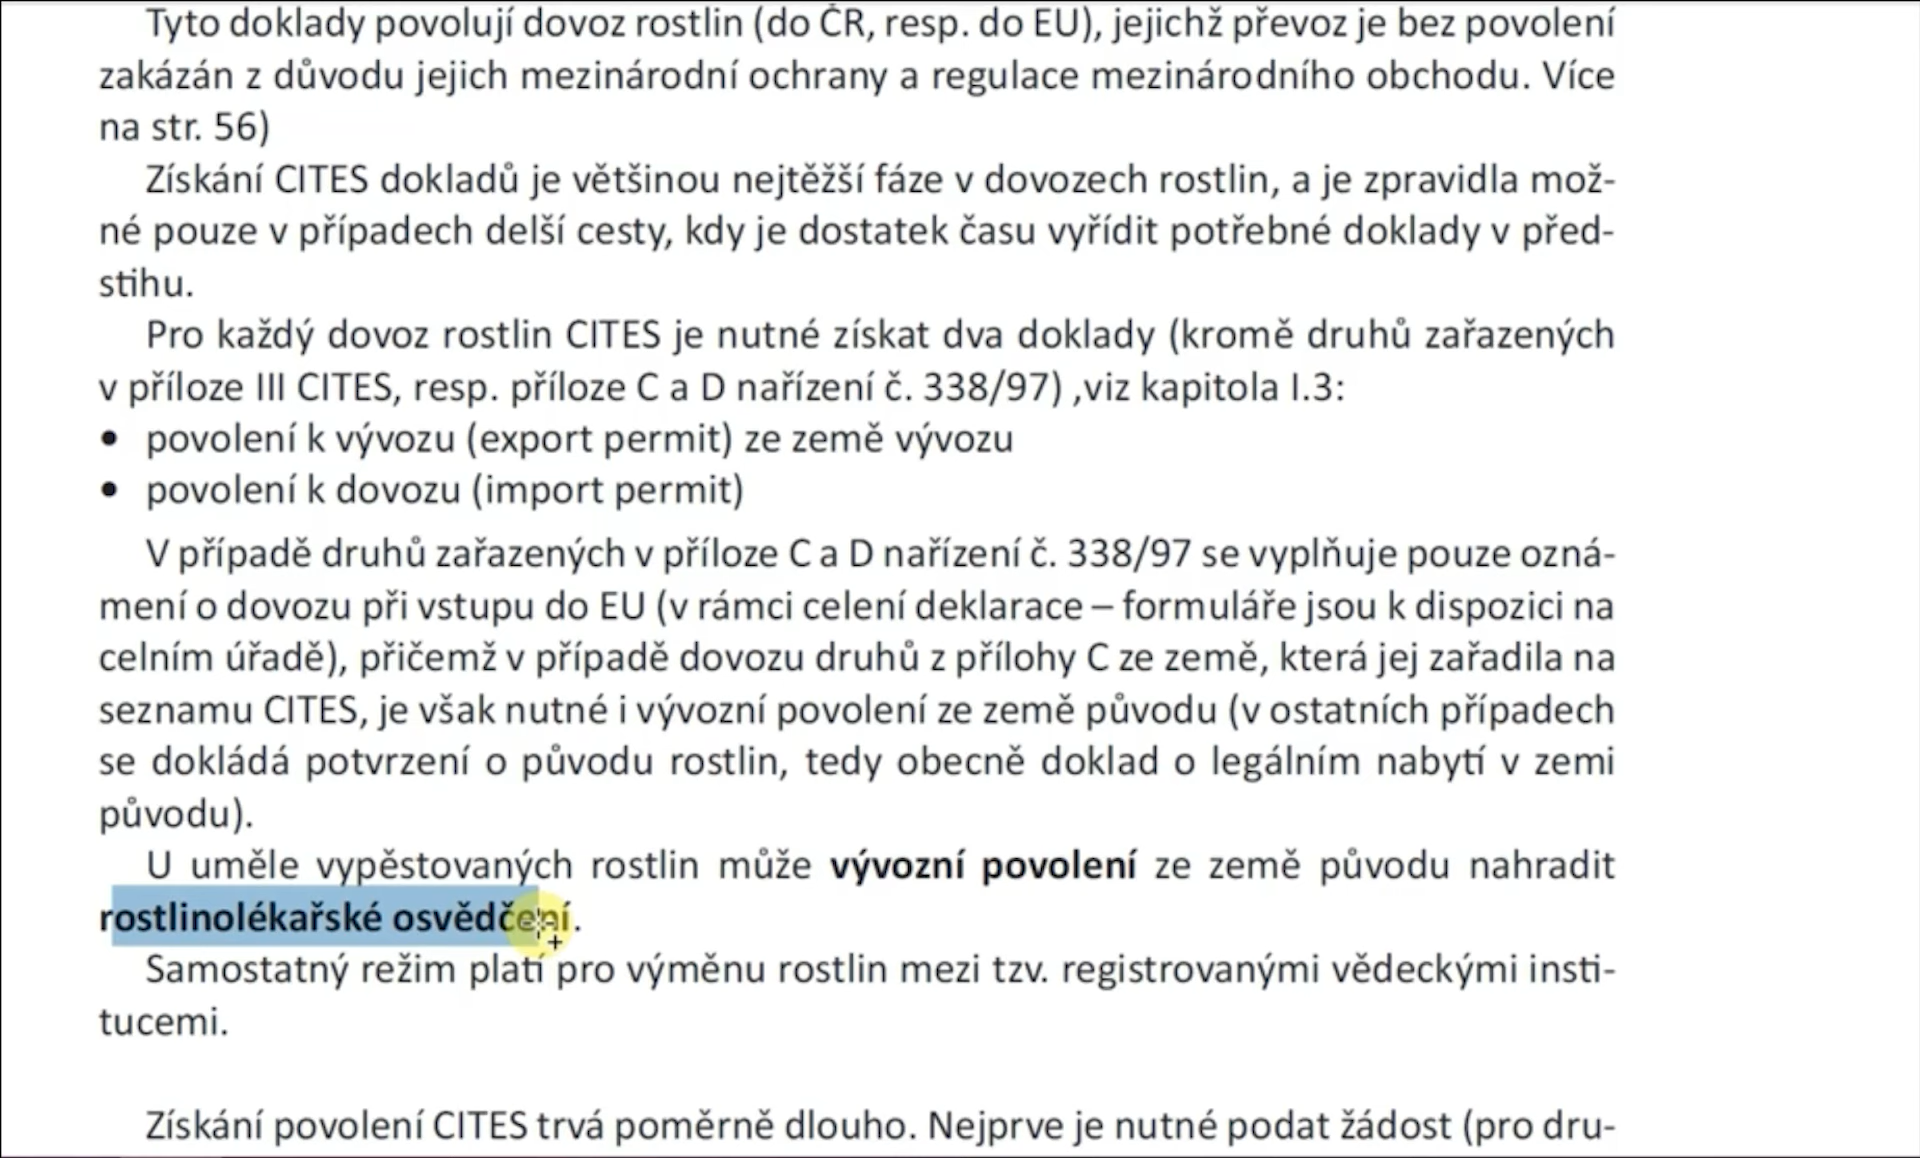 Tyto doklady povolují dovoz rostlin (do ČR, resp. do EU), jejichž převoz je bez povolení
zakázán z důvodu jejich mezinárodní ochrany a regulace mezinárodního obchodu. Více
na str. 56)
Získání CITES dokladů je většinou nejtěžší fáze v dovozech rostlin, a je zpravidla mož-
né pouze v případech delší cesty, kdy je dostatek času vyřídit potřebné doklady v před-
stihu.
Pro každý dovoz rostlin CITES je nutné získat dva doklady (kromě druhů zařazených
v příloze III CITES, resp. příloze C a D nařízení č. 338/97) ,viz kapitola I.3:
• povolení k vývozu (export permit) ze země vývozu
• povolení k dovozu (import permit)
V případě druhů zařazených v příloze C a D nařízení č. 338/97 se vyplňuje pouze ozná-
mení o dovozu při vstupu do EU (v rámci celení deklarace – formuláře jsou k dispozici na
celním úřadě), přičemž v případě dovozu druhů z přílohy C ze země, která jej zařadila na
seznamu CITES, je však nutné i vývozní povolení ze země původu (v ostatních případech
se dokládá potvrzení o původu rostlin, tedy obecně doklad o legálním nabytí v zemi
původu).
U uměle vypěstovaných rostlin může vývozní povolení ze země původu nahradit
rostlinolékařské osvědčení.
Samostatný režim platí pro výměnu rostlin mezi tzv. registrovanými vědeckými insti-
tucemi.
Získání povolení CITES trvá poměrně dlouho. Nejprve je nutné podat žádost (pro dru-